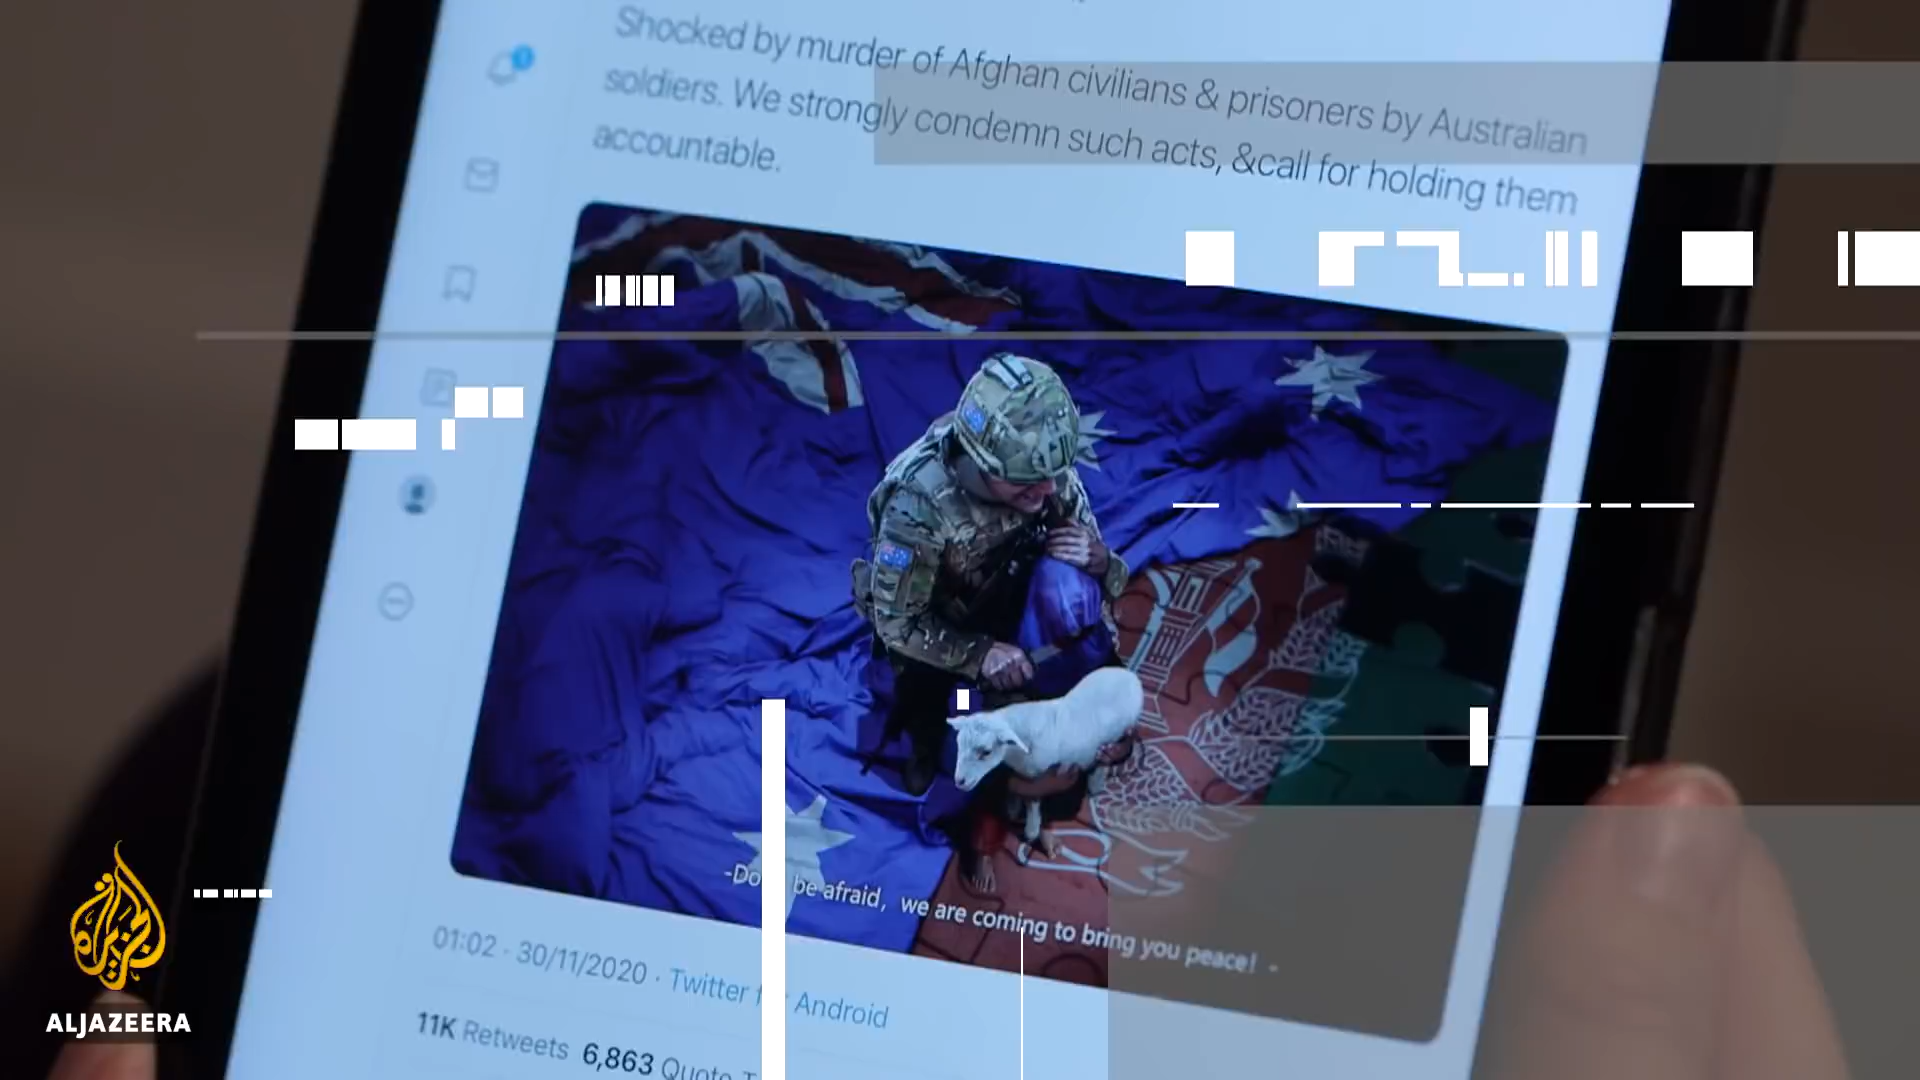 Shocked by murder of Afghan civilians & prisoners by Australian
soldiers. We strongly condemn such acts, &call for holding them
accountable.
be afraid, we are coming to bring you peace! -
01:02 · 30/11/2020 · Twitter Android
11K Retweets 6,863 Quote
الجزيرة
ALJAZEERA